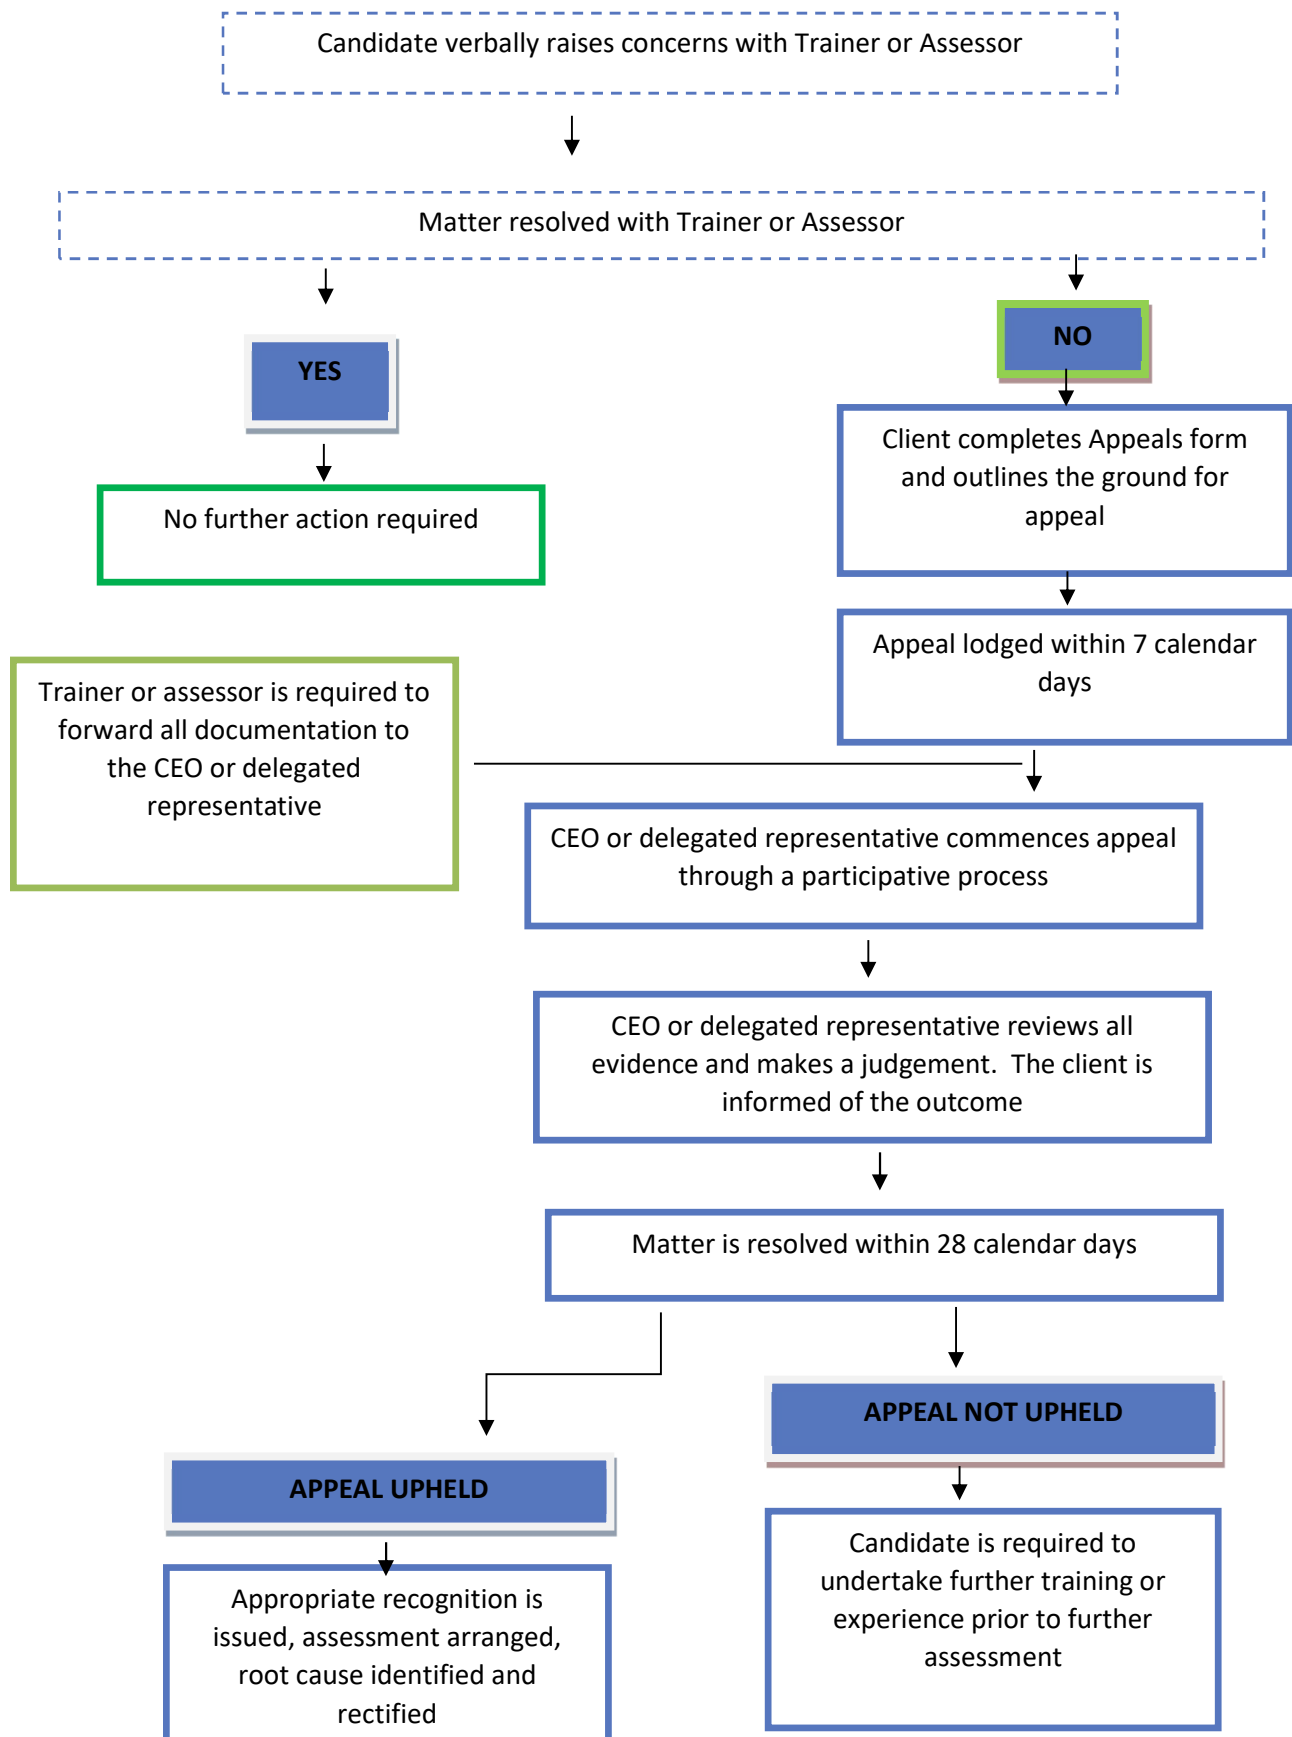 Candidate verbally raises concerns with Trainer or Assessor
Matter resolved with Trainer or Assessor
YES
NO
No further action required
Client completes Appeals form
and outlines the ground for
appeal
Appeal lodged within 7 calendar
days
Trainer or assessor is required to
forward all documentation to
the CEO or delegated
representative
CEO or delegated representative commences appeal
through a participative process
CEO or delegated representative reviews all
evidence and makes a judgement.  The client is
informed of the outcome
Matter is resolved within 28 calendar days
APPEAL NOT UPHELD
APPEAL UPHELD
Candidate is required to
undertake further training or
experience prior to further
assessment
Appropriate recognition is
issued, assessment arranged,
root cause identified and
rectified